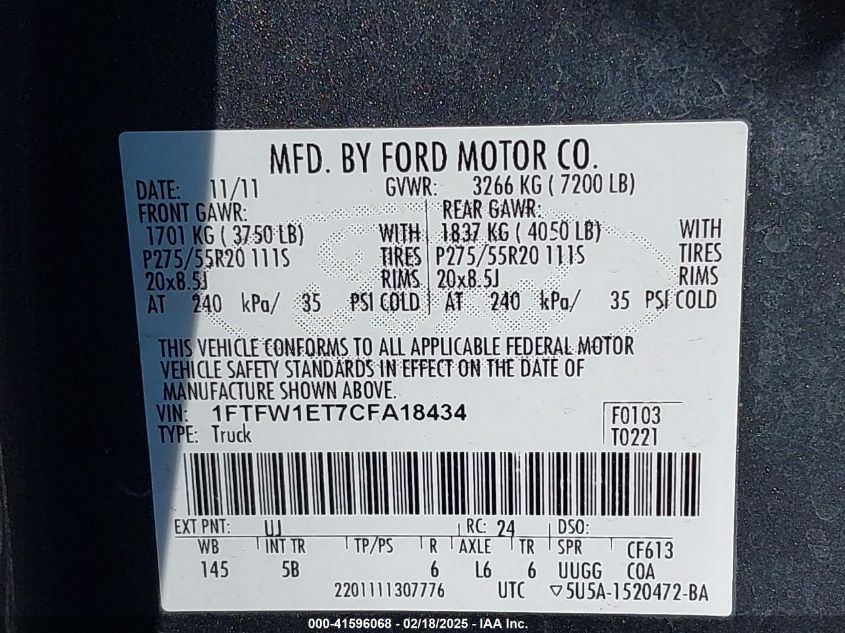 MFD. BY FORD MOTOR CO.
DATE: 11/11 GVWR: 3266 KG ( 7200 LB)
FRONT GAWR: REAR GAWR:
1701 KG ( 3750 LB) WITH 1837 KG ( 4050 LB) WITH
P275/55R20 111S TIRES P275/55R20 111S TIRES
20x8.5J RIMS 20x8.5J RIMS
AT 240 kPa/ 35 PSI COLD AT 240 kPa/ 35 PSI COLD
THIS VEHICLE CONFORMS TO ALL APPLICABLE FEDERAL MOTOR
VEHICLE SAFETY STANDARDS IN EFFECT ON THE DATE OF
MANUFACTURE SHOWN ABOVE.
VIN: 1FTFW1ET7CFA18434 F0103
TYPE: Truck T0221
EXT PNT: UJ RC: 24 DSO:
WB INT TR TP/PS R AXLE TR SPR CF613
145 5B 6 L6 6 UUGG COA
2201111307776 UTC ▽5U5A-1520472-BA
000-41596068 - 02/18/2025 - IAA Inc.